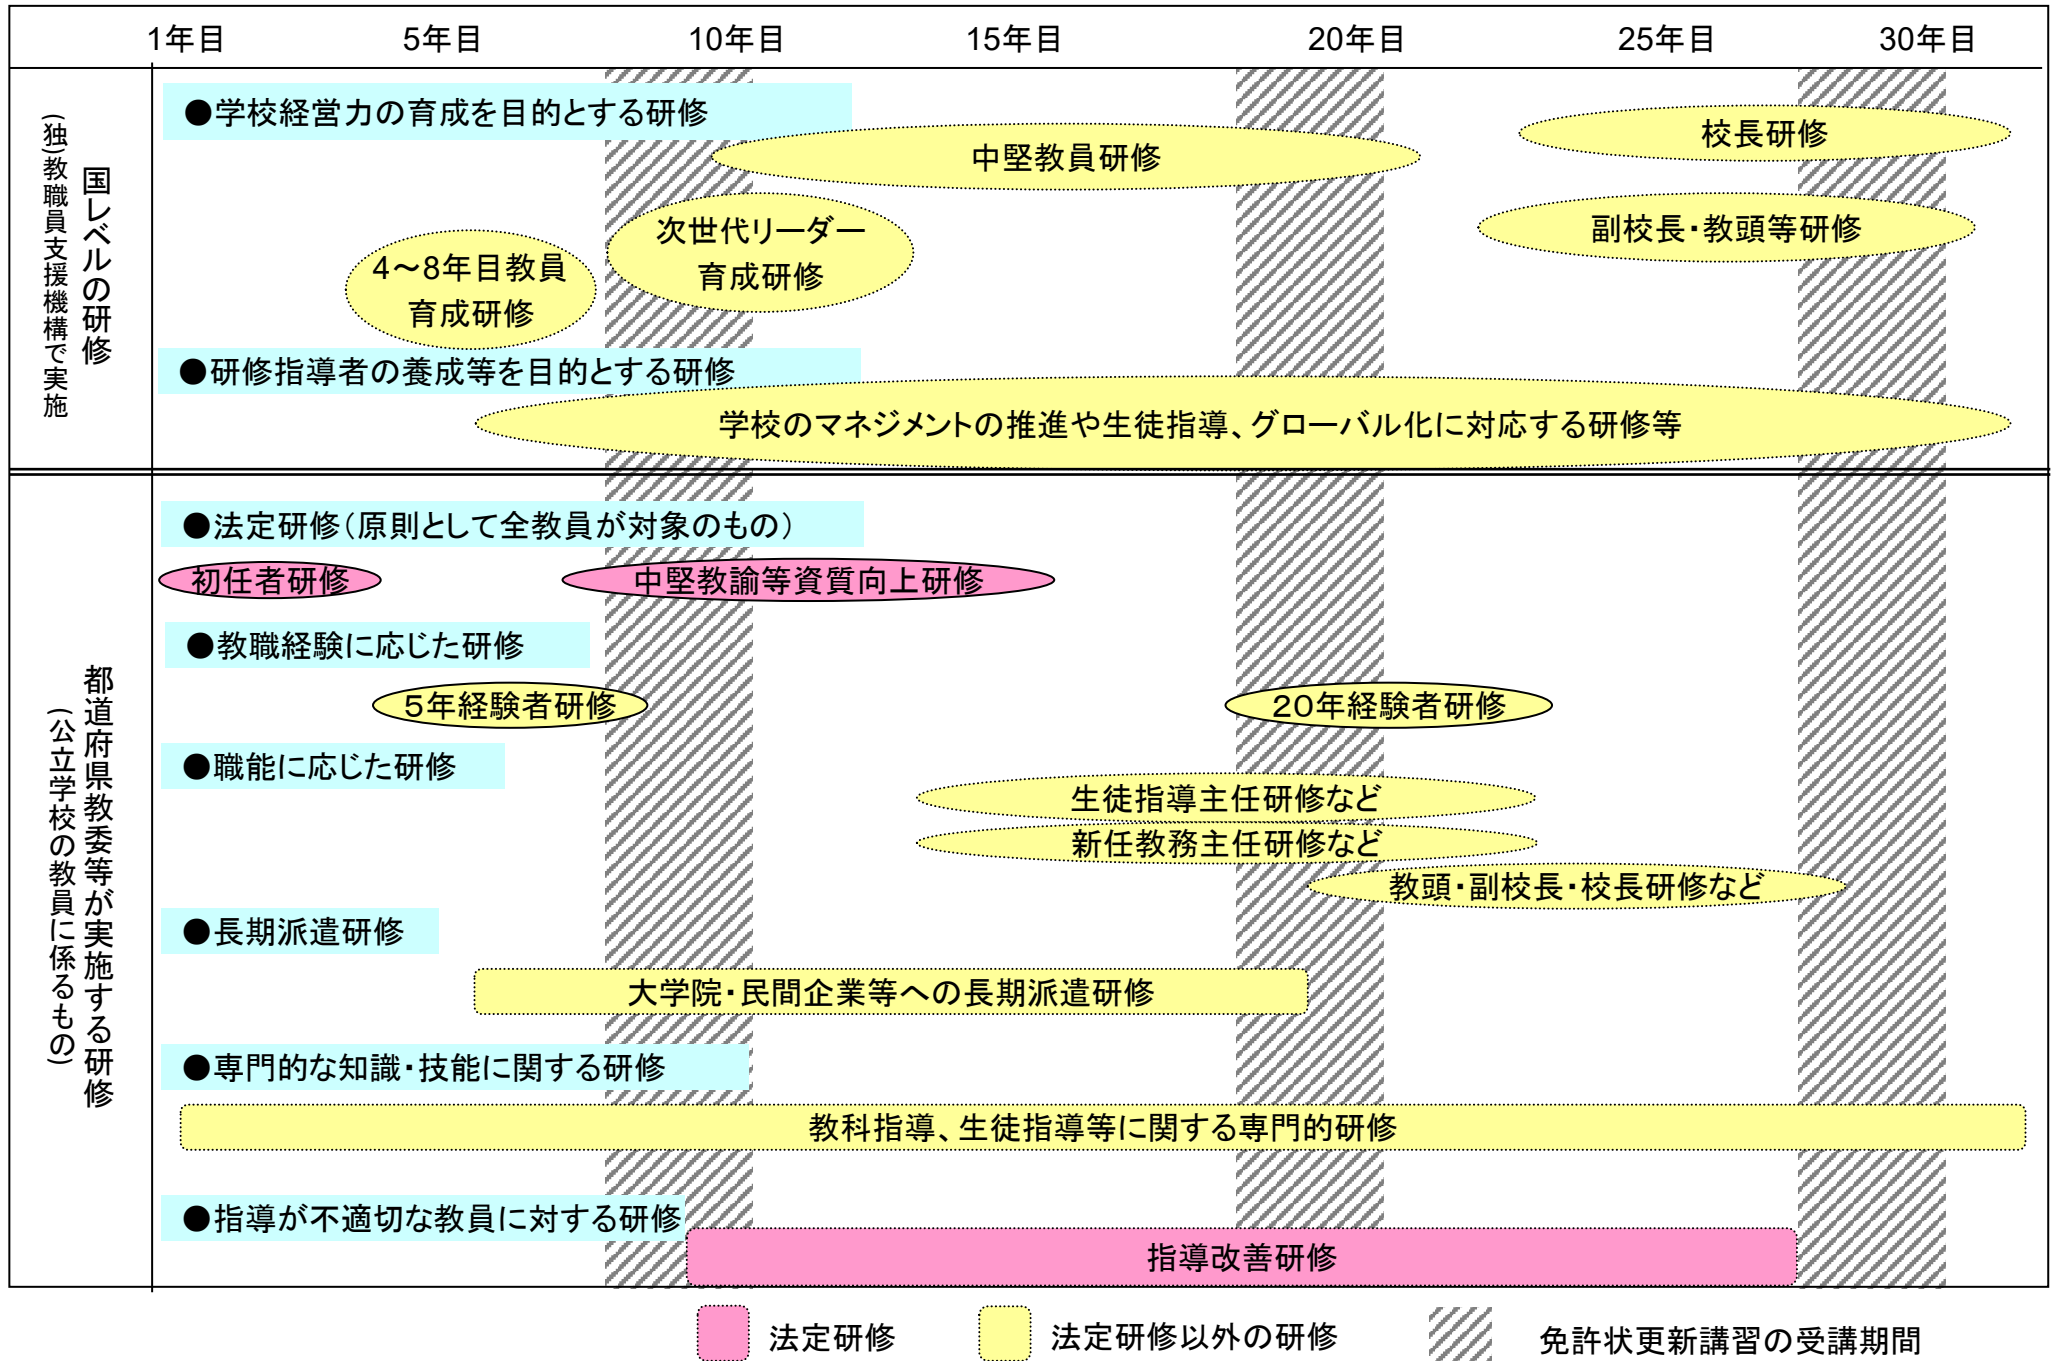 1年目 5年目 10年目 15年目 20年目 25年目 30年目
国レベルの研修
(独)教職員支援機構で実施
●学校経営力の育成を目的とする研修
中堅教員研修
校長研修
次世代リーダー
育成研修
副校長・教頭等研修
4～8年目教員
育成研修
●研修指導者の養成等を目的とする研修
学校のマネジメントの推進や生徒指導、グローバル化に対応する研修等
都道府県教委等が実施する研修
(公立学校の教員に係るもの)
●法定研修(原則として全教員が対象のもの)
初任者研修
中堅教諭等資質向上研修
●教職経験に応じた研修
5年経験者研修
20年経験者研修
●職能に応じた研修
生徒指導主任研修など
新任教務主任研修など
教頭・副校長・校長研修など
●長期派遣研修
大学院・民間企業等への長期派遣研修
●専門的な知識・技能に関する研修
教科指導、生徒指導等に関する専門的研修
●指導が不適切な教員に対する研修
指導改善研修
法定研修
法定研修以外の研修
免許状更新講習の受講期間